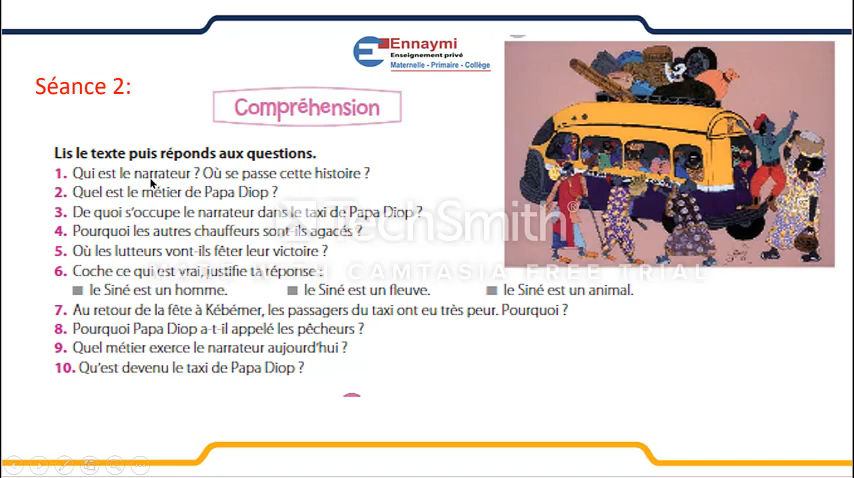 Ennaymi
Enseignement privé
Maternelle - Primaire - Collège
Séance 2:
Compréhension
Lis le texte puis réponds aux questions.
1. Qui est le narrateur ? Où se passe cette histoire ?
2. Quel est le métier de Papa Diop ?
3. De quoi s'occupe le narrateur dans le taxi de Papa Diop ?
4. Pourquoi les autres chauffeurs sont-ils agacés ?
5. Où les lutteurs vont-ils fêter leur victoire ?
6. Coche ce qui est vrai, justifie ta réponse :
le Siné est un homme. le Siné est un fleuve. le Siné est un animal.
7. Au retour de la fête à Kébémer, les passagers du taxi ont eu très peur. Pourquoi ?
8. Pourquoi Papa Diop a-t-il appelé les pêcheurs ?
9. Quel métier exerce le narrateur aujourd'hui ?
10. Qu'est devenu le taxi de Papa Diop ?
TechSmith®
MADE WITH CAMTASIA FREE TRIAL